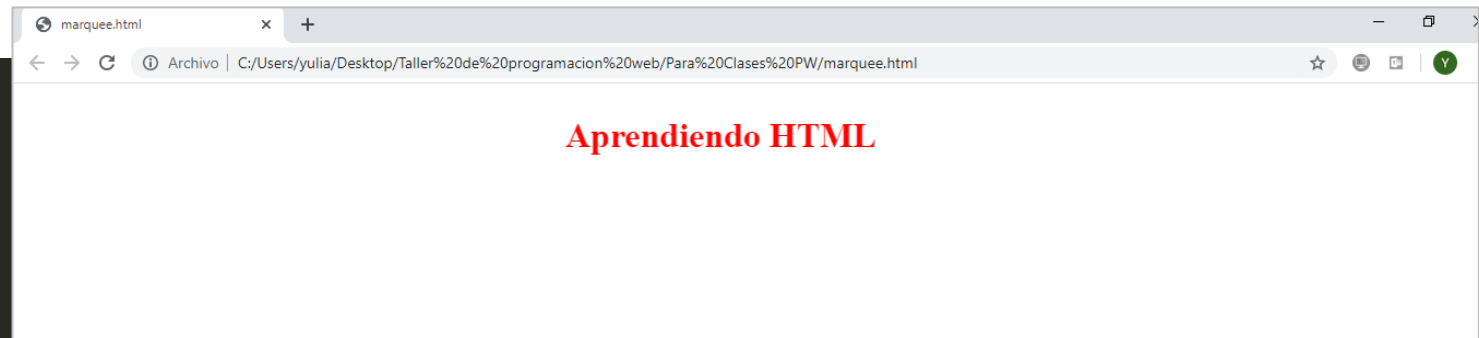 marquee.html
Archivo C:/Users/yulia/Desktop/Taller%20de%20programacion%20web/Para%20Clases%20PW/marquee.html
Y
Aprendiendo HTML